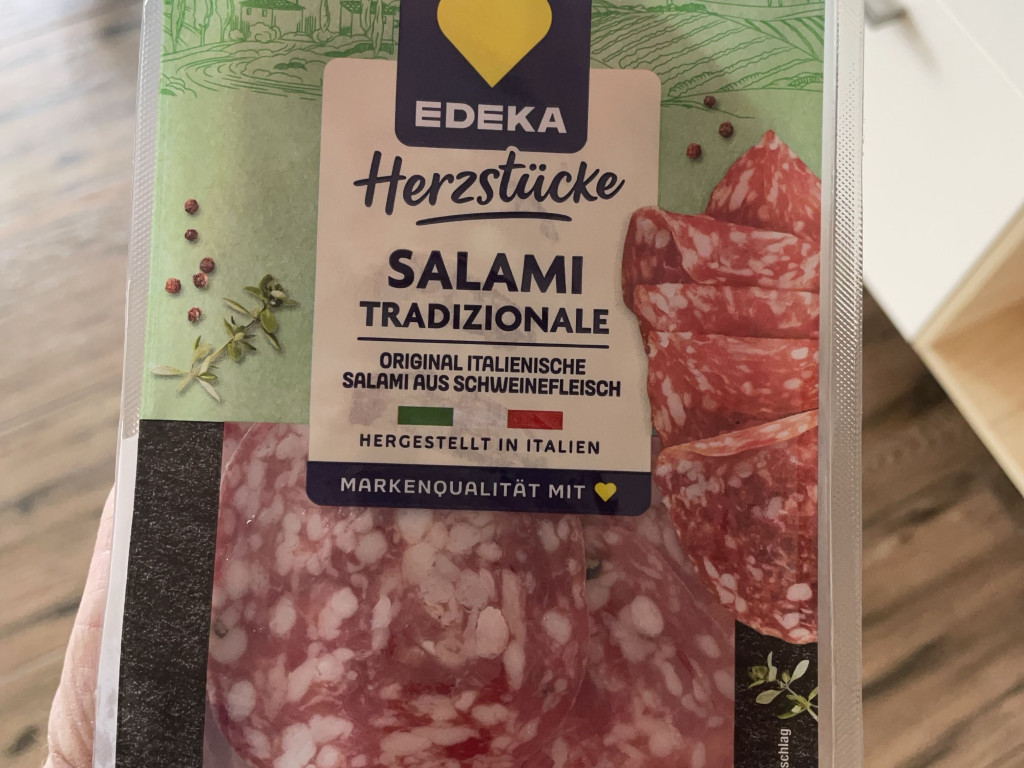 EDEKA
Herzstücke
SALAMI
TRADIZIONALE
ORIGINAL ITALIENISCHE
SALAMI AUS SCHWEINEFLEISCH
HERGESTELLT IN ITALIEN
MARKENQUALITÄT MIT